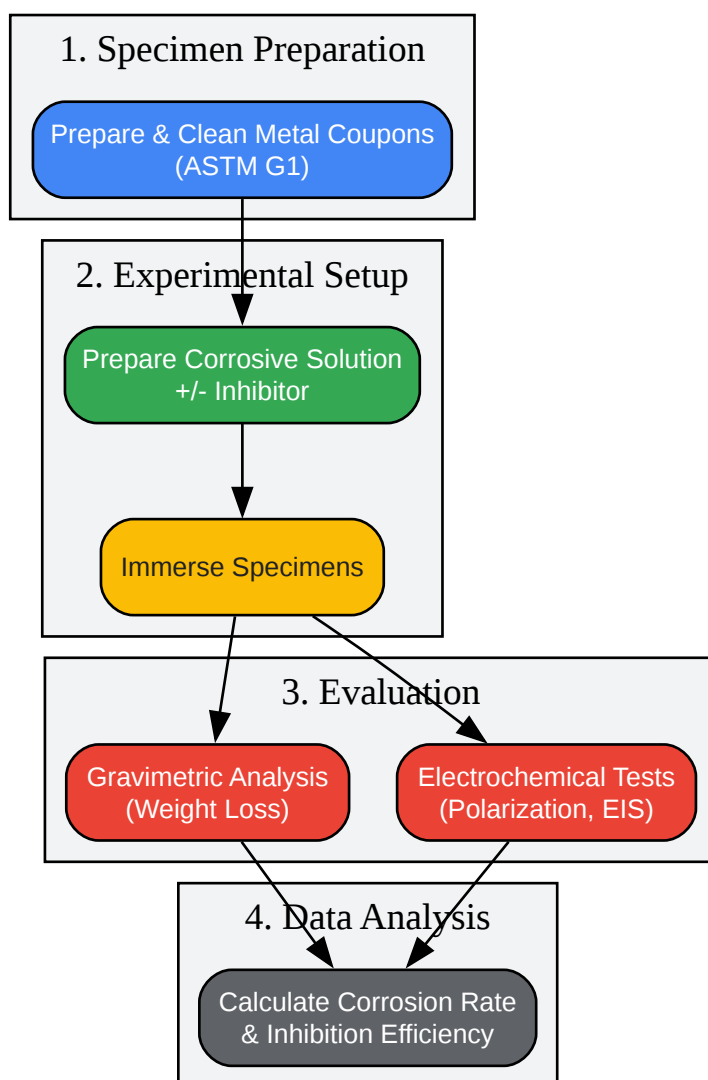 1. Specimen Preparation
Prepare & Clean Metal Coupons
(ASTM G1)
2. Experimental Setup
Prepare Corrosive Solution
+/- Inhibitor
Immerse Specimens
3. Evaluation
Gravimetric Analysis
(Weight Loss)
Electrochemical Tests
(Polarization, EIS)
4. Data Analysis
Calculate Corrosion Rate
& Inhibition Efficiency